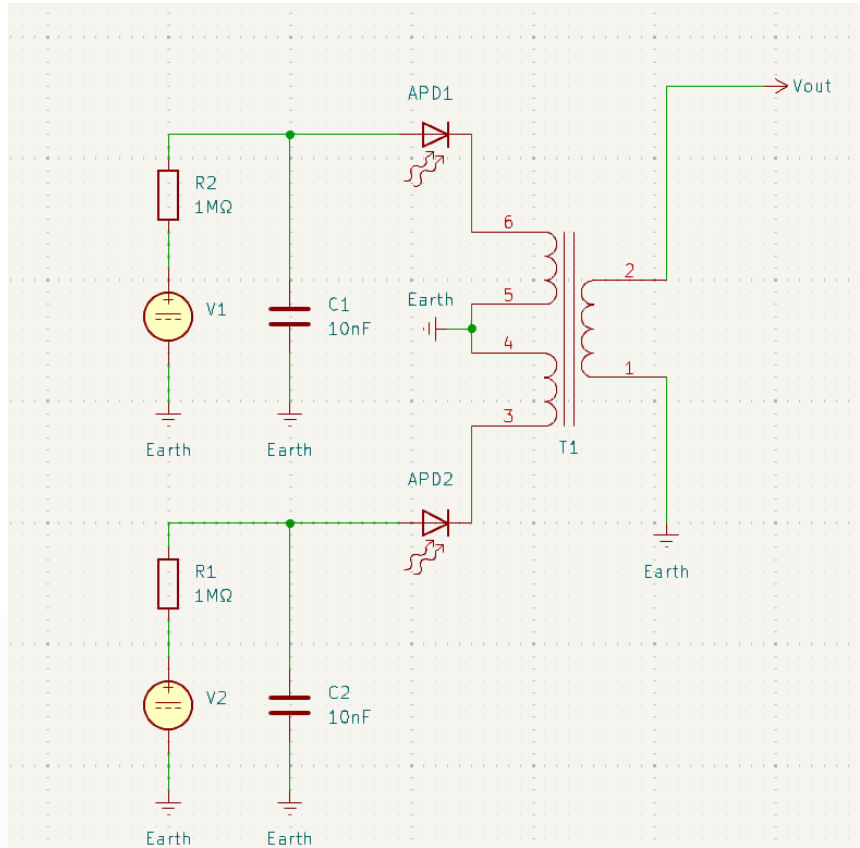 APD1
Vout
R2
1MΩ
6
V1
C1
10nF
Earth
5
2
4
1
3
Earth
Earth
T1
APD2
R1
1MΩ
Earth
V2
C2
10nF
Earth
Earth